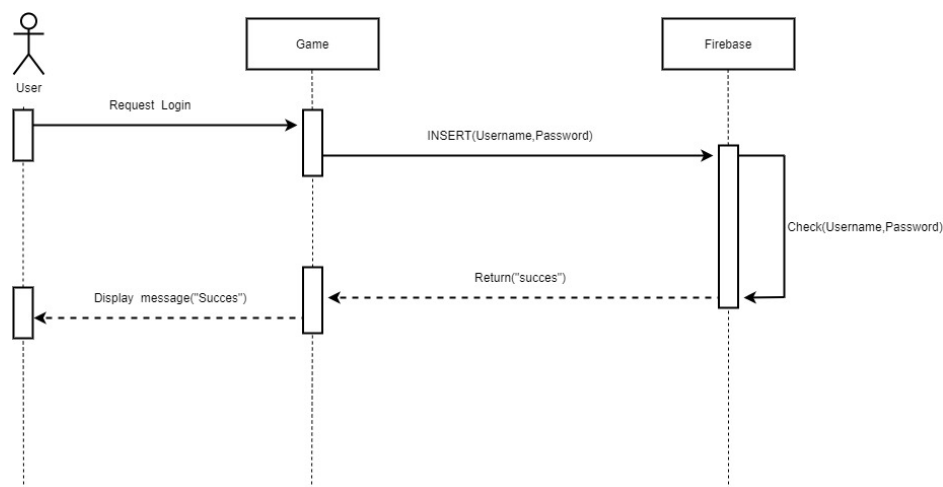 Game
Firebase
User
Request Login
INSERT(Username,Password)
Check(Username,Password)
Return("succes")
Display message("Succes")